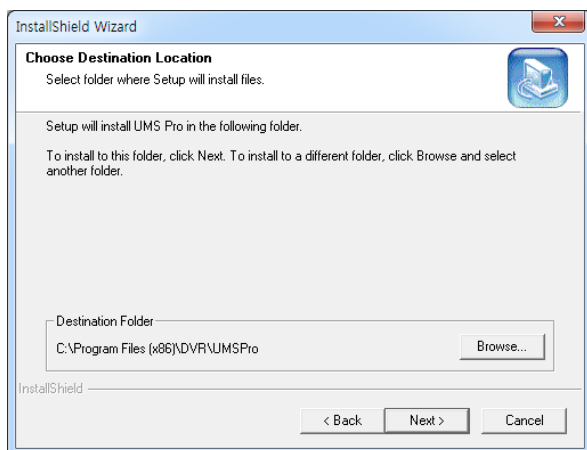 InstallShield Wizard
Choose Destination Location
Select folder where Setup will install files.
Setup will install UMS Pro in the following folder.
To install to this folder, click Next. To install to a different folder, click Browse and select
another folder.
Destination Folder
C:\Program Files (x86)\DVR\UMSPro
Browse...
InstallShield
< Back
Next >
Cancel